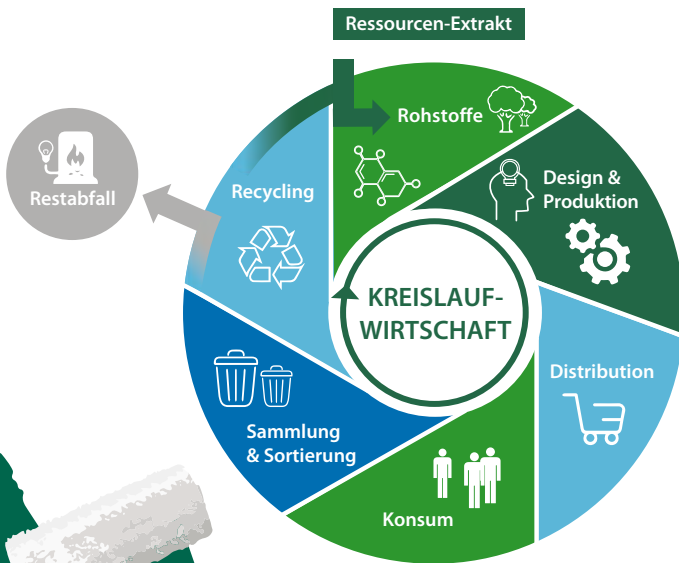 Ressourcen-Extrakt
Rohstoffe
Design &
Produktion
Distribution
Konsum
Sammlung
& Sortierung
Recycling
Restabfall
KREISLAUF-
WIRTSCHAFT